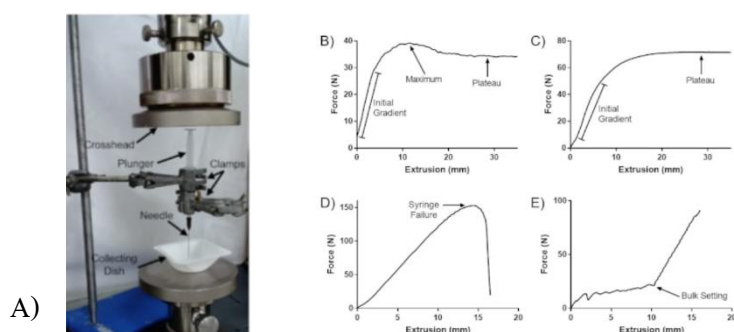 A)
Crosshead
Plunger
Clamps
Needle
Collecting
Dish
B)
Force (N)
50
40
30
20
10
0
Initial
Gradient
Maximum
Plateau
0
10
20
30
Extrusion (mm)
C)
Force (N)
100
80
60
40
20
0
Initial
Gradient
Plateau
0
10
20
30
Extrusion (mm)
D)
Force (N)
150
100
50
0
Syringe
Failure
0
5
10
15
20
Extrusion (mm)
E)
Force (N)
100
50
0
Bulk Setting
0
5
10
15
20
Extrusion (mm)